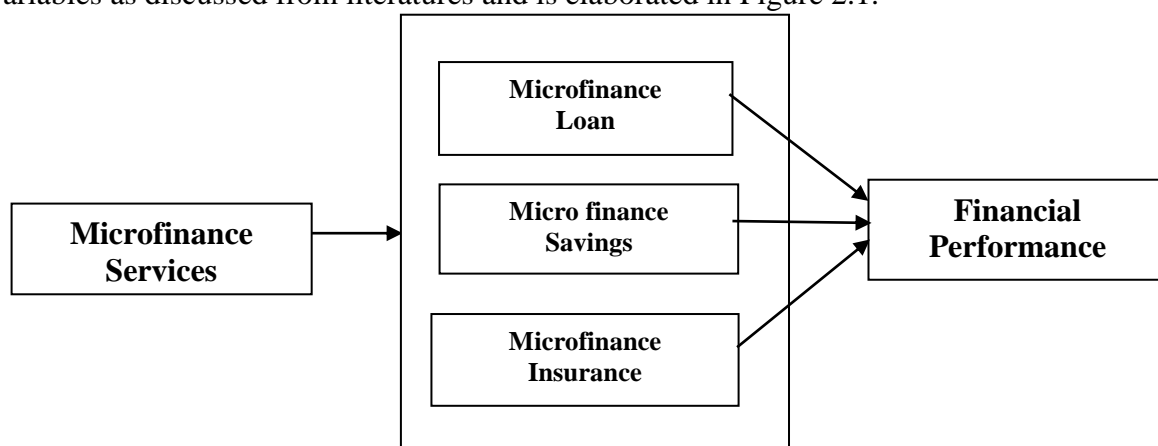 ariables as discussed from literatures and is elaborated in Figure 2.1.
Microfinance
Loan
Micro finance
Savings
Microfinance
Insurance
Microfinance
Services
Financial
Performance